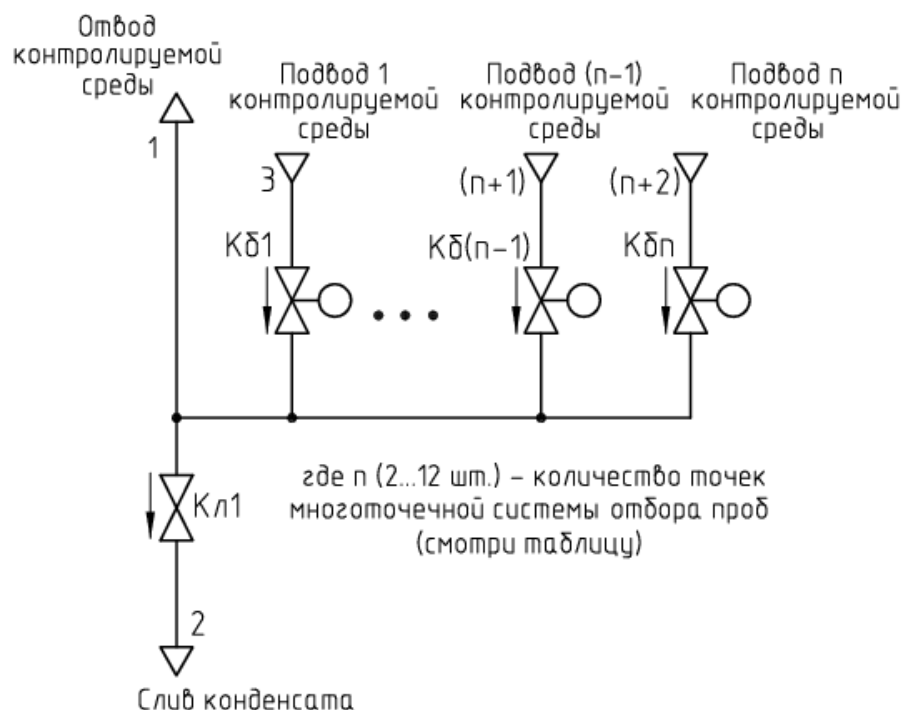 Отвод
контролируемой
среды
Подвод 1
контролируемой
среды
Подвод (n-1)
контролируемой
среды
Подвод n
контролируемой
среды
1
3
(n+1)
(n+2)
Кб1
Кб(n-1)
Кбn
где n (2...12 шт.) – количество точек
многоточечной системы отбора проб
(смотри таблицу)
Кл1
2
Слив конденсата